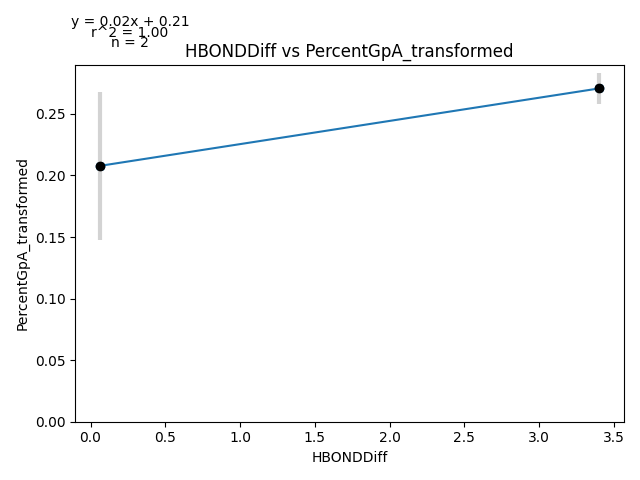 y = 0.02x + 0.21
r^2 = 1.00
n = 2
HBONDDiff vs PercentGpA_transformed
PercentGpA_transformed
0.25
0.20
0.15
0.10
0.05
0.00
0.0 0.5 1.0 1.5 2.0 2.5 3.0 3.5
HBONDDiff